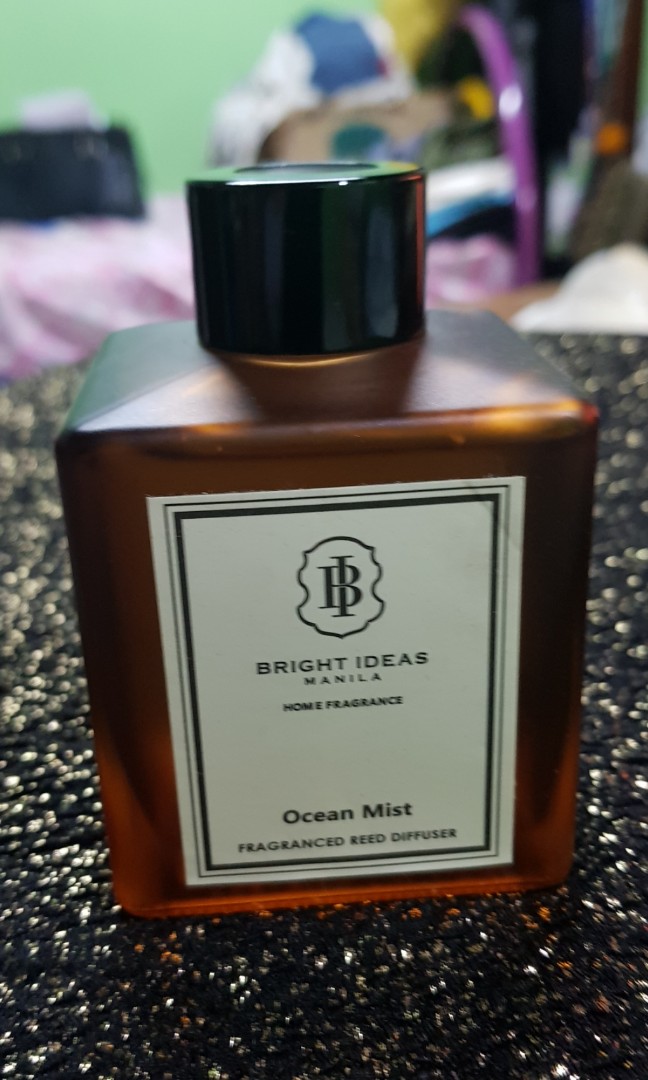 BI
BRIGHT IDEAS
MANILA
HOME FRAGRANCE
Ocean Mist
FRAGRANCED REED DIFFUSER